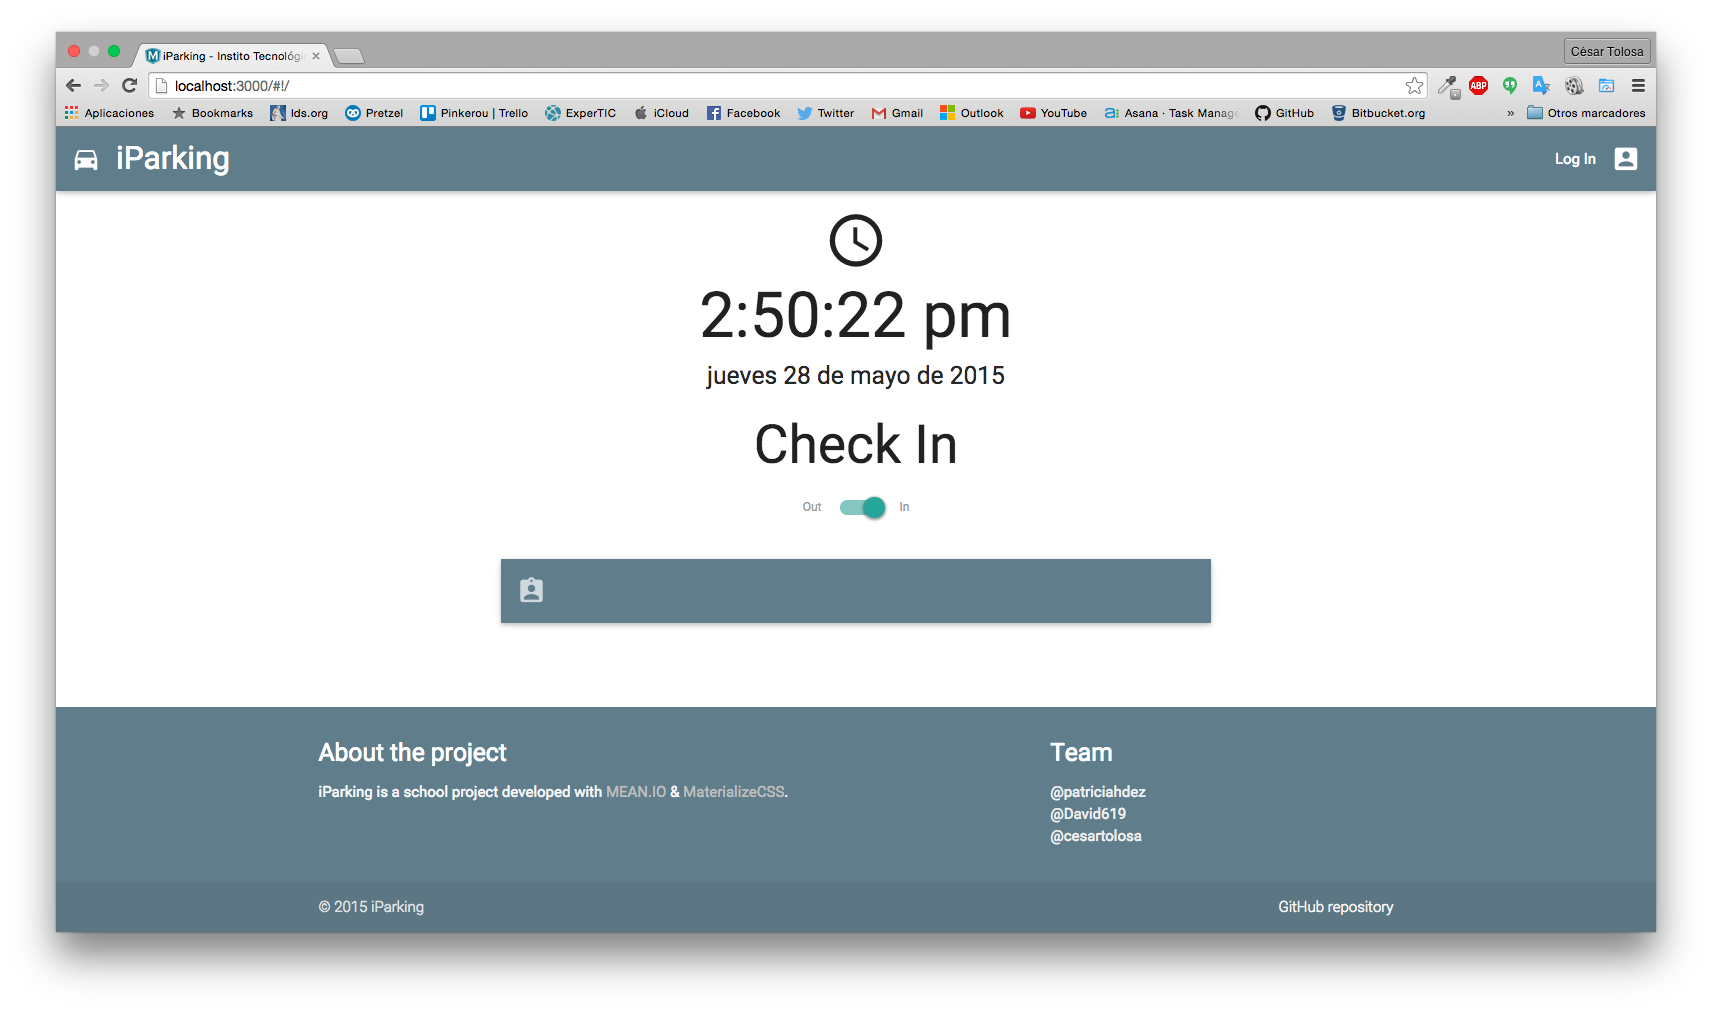 iParking - Instito Tecnológi
César Tolosa
localhost:3000/#!/
Aplicaciones Bookmarks lds.org Pretzel Pinkerou | Trello ExperTIC iCloud Facebook Twitter Gmail Outlook YouTube Asana · Task Manag GitHub Bitbucket.org » Otros marcadores
iParking
Log In
2:50:22 pm
jueves 28 de mayo de 2015
Check In
Out In
About the project
iParking is a school project developed with MEAN.IO & MaterializeCSS.
Team
@patriciahdez
@David619
@cesartolosa
© 2015 iParking
GitHub repository